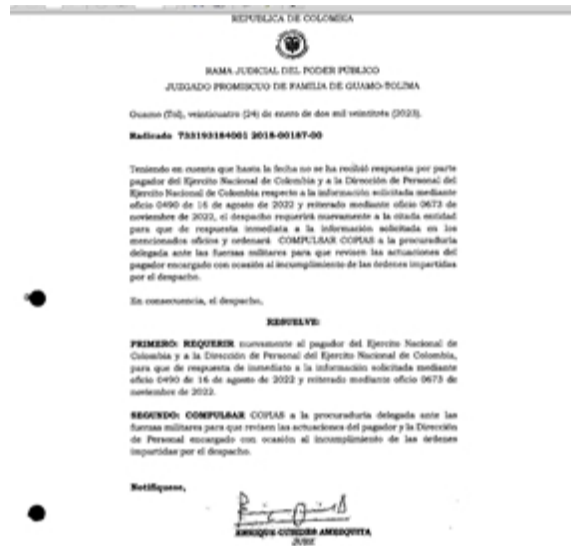 REPUBLICA DE COLOMBIA
RAMA JUDICIAL DEL PODER PÚBLICO
JUZGADO PROMISCUO DE FAMILIA DE GUAMO-TOLIMA
Guamo (Tol), veinticuatro (24) de enero de dos mil veintitrés (2023).
Radicado 733193184001 2018-00187-00
Teniendo en cuenta que hasta la fecha no se ha recibió respuesta por parte
pagador del Ejercito Nacional de Colombia y a la Dirección de Personal del
Ejercito Nacional de Colombia respecto a la información solicitada mediante
oficio 0490 de 16 de agosto de 2022 y reiterado mediante oficio 0673 de
noviembre de 2022, el despacho requerirá nuevamente a la citada entidad
para que de respuesta inmediata a la información solicitada en los
mencionados oficios y ordenará COMPULSAR COPIAS a la procuraduría
delegada ante las fuerzas militares para que revisen las actuaciones del
pagador encargado con ocasión al incumplimiento de las órdenes impartidas
por el despacho.
En consecuencia, el despacho,
RESUELVE:
PRIMERO: REQUERIR nuevamente al pagador del Ejercito Nacional de
Colombia y a la Dirección de Personal del Ejercito Nacional de Colombia,
para que de respuesta de inmediato a la información solicitada mediante
oficio 0490 de 16 de agosto de 2022 y reiterado mediante oficio 0673 de
noviembre de 2022.
SEGUNDO: COMPULSAR COPIAS a la procuraduría delegada ante las
fuerzas militares para que revisen las actuaciones del pagador y la Dirección
de Personal encargado con ocasión al incumplimiento de las órdenes
impartidas por el despacho.
Notifíquese,
ENRIQUE AMEZQUITA
JUEZ